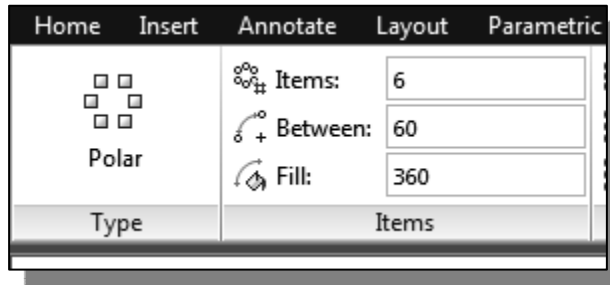 Home Insert Annotate Layout Parametric
Items: 6
Between: 60
Polar
Fill: 360
Type
Items